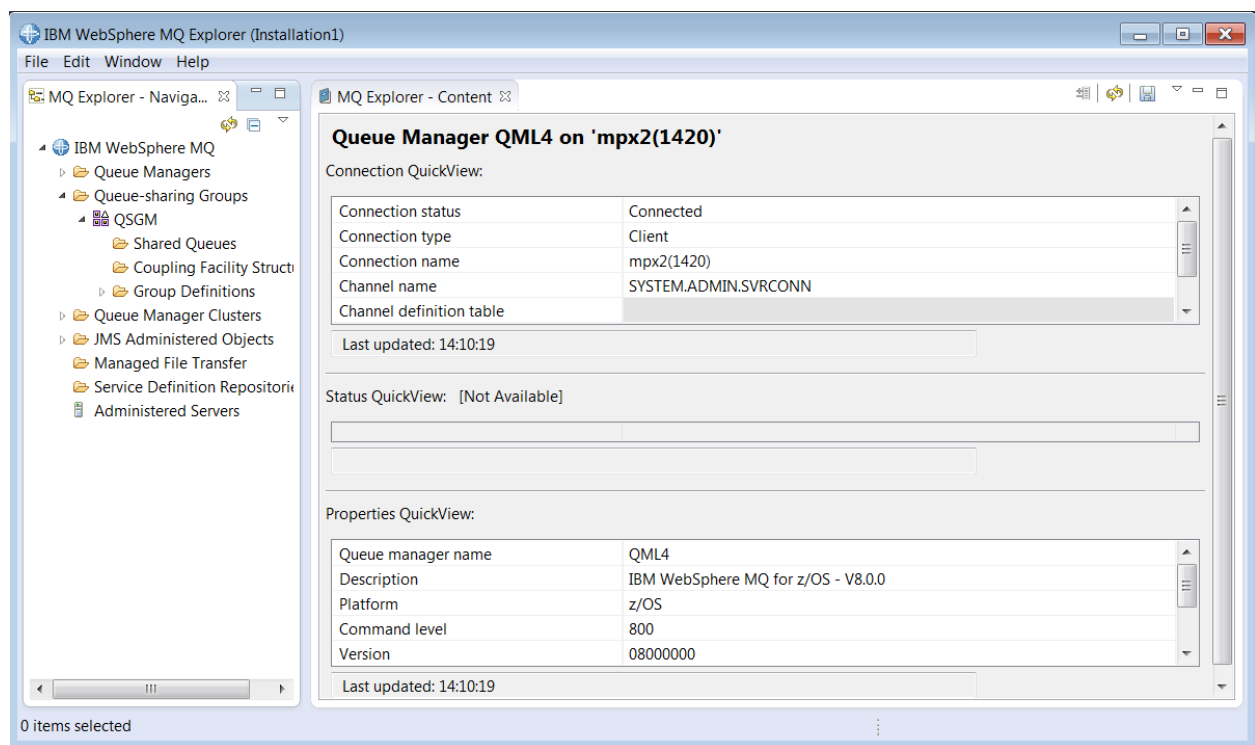 IBM WebSphere MQ Explorer (Installation1)
File Edit Window Help
MQ Explorer - Naviga...
IBM WebSphere MQ
Queue Managers
Queue-sharing Groups
QSGM
Shared Queues
Coupling Facility Struct
Group Definitions
Queue Manager Clusters
JMS Administered Objects
Managed File Transfer
Service Definition Repositorie
Administered Servers
MQ Explorer - Content
Queue Manager QML4 on 'mpx2(1420)'
Connection QuickView:
Connection status Connected
Connection type Client
Connection name mpx2(1420)
Channel name SYSTEM.ADMIN.SVRCONN
Channel definition table
Last updated: 14:10:19
Status QuickView: [Not Available]
Properties QuickView:
Queue manager name QML4
Description IBM WebSphere MQ for z/OS - V8.0.0
Platform z/OS
Command level 800
Version 08000000
Last updated: 14:10:19
0 items selected